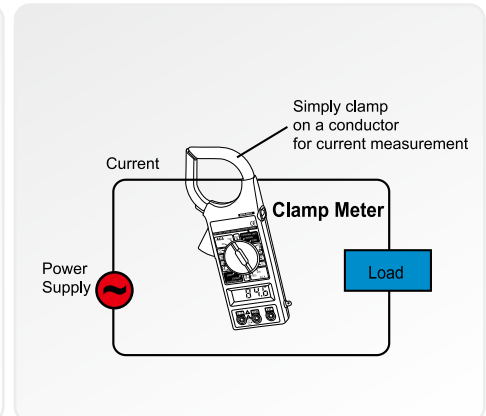 Simply clamp
on a conductor
for current measurement
Current
Clamp Meter
Power
Supply
Load